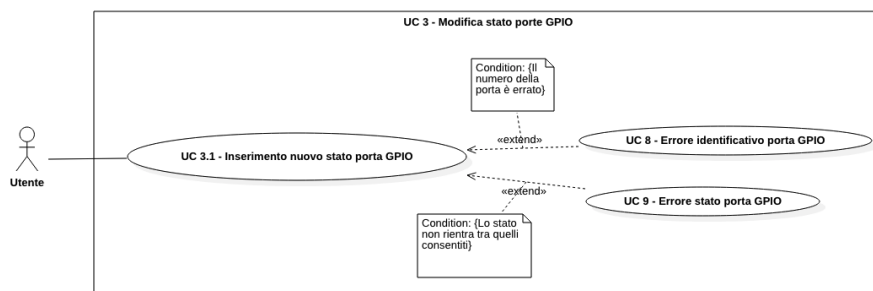 UC 3 - Modifica stato porte GPIO
Condition: {Il
numero della
porta è errato}
«extend»
UC 8 - Errore identificativo porta GPIO
UC 3.1 - Inserimento nuovo stato porta GPIO
Utente
«extend»
UC 9 - Errore stato porta GPIO
Condition: {Lo stato
non rientra tra quelli
consentiti}